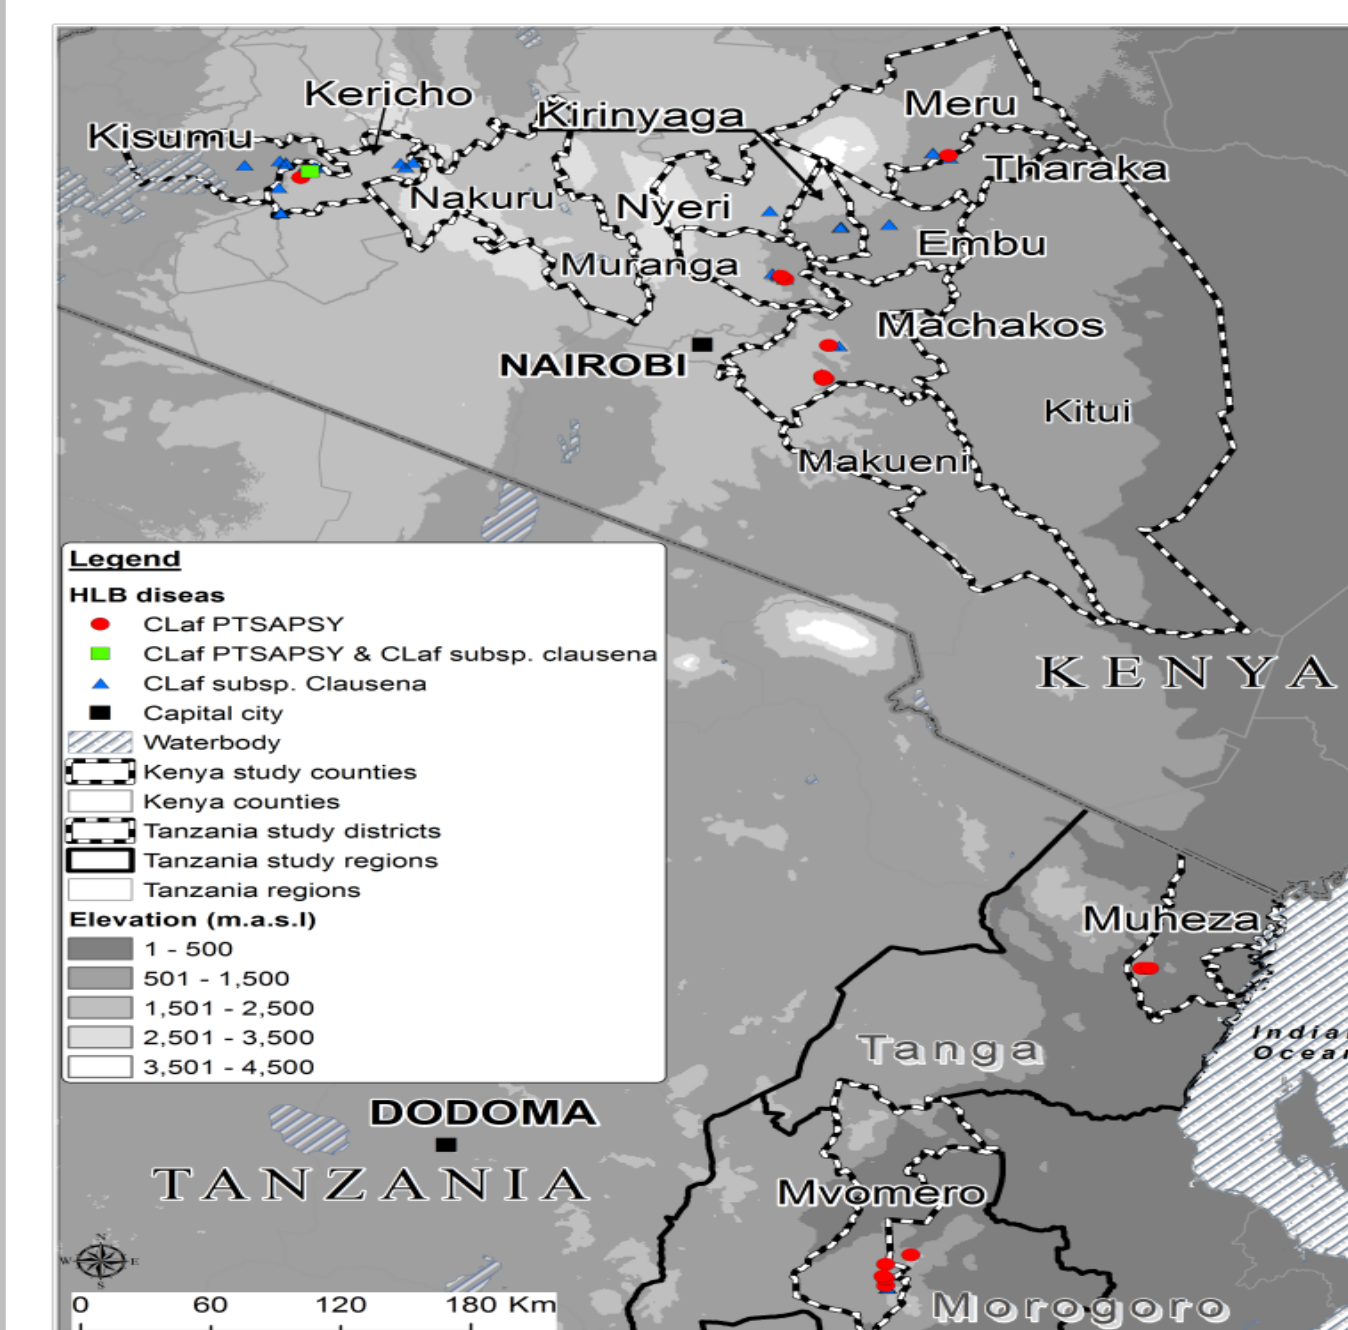 Kericho
Kirinyaga
Meru
Kisumu
Tharaka
Nakuru
Nyeri
Embu
Muranga
Machakos
NAIROBI
Kitui
Makueni
KENYA
Legend
HLB diseas
CLaf PTSAPSY
CLaf PTSAPSY & CLaf subsp. clausena
CLaf subsp. Clausena
Capital city
Waterbody
Kenya study counties
Kenya counties
Tanzania study districts
Tanzania study regions
Tanzania regions
Elevation (m.a.s.l)
1 - 500
501 - 1,500
1,501 - 2,500
2,501 - 3,500
3,501 - 4,500
Muheza
Tanga
India
Ocea
DODOMA
TANZANIA
Mvomero
Morogoro
N
W E
S
0 60 120 180 Km